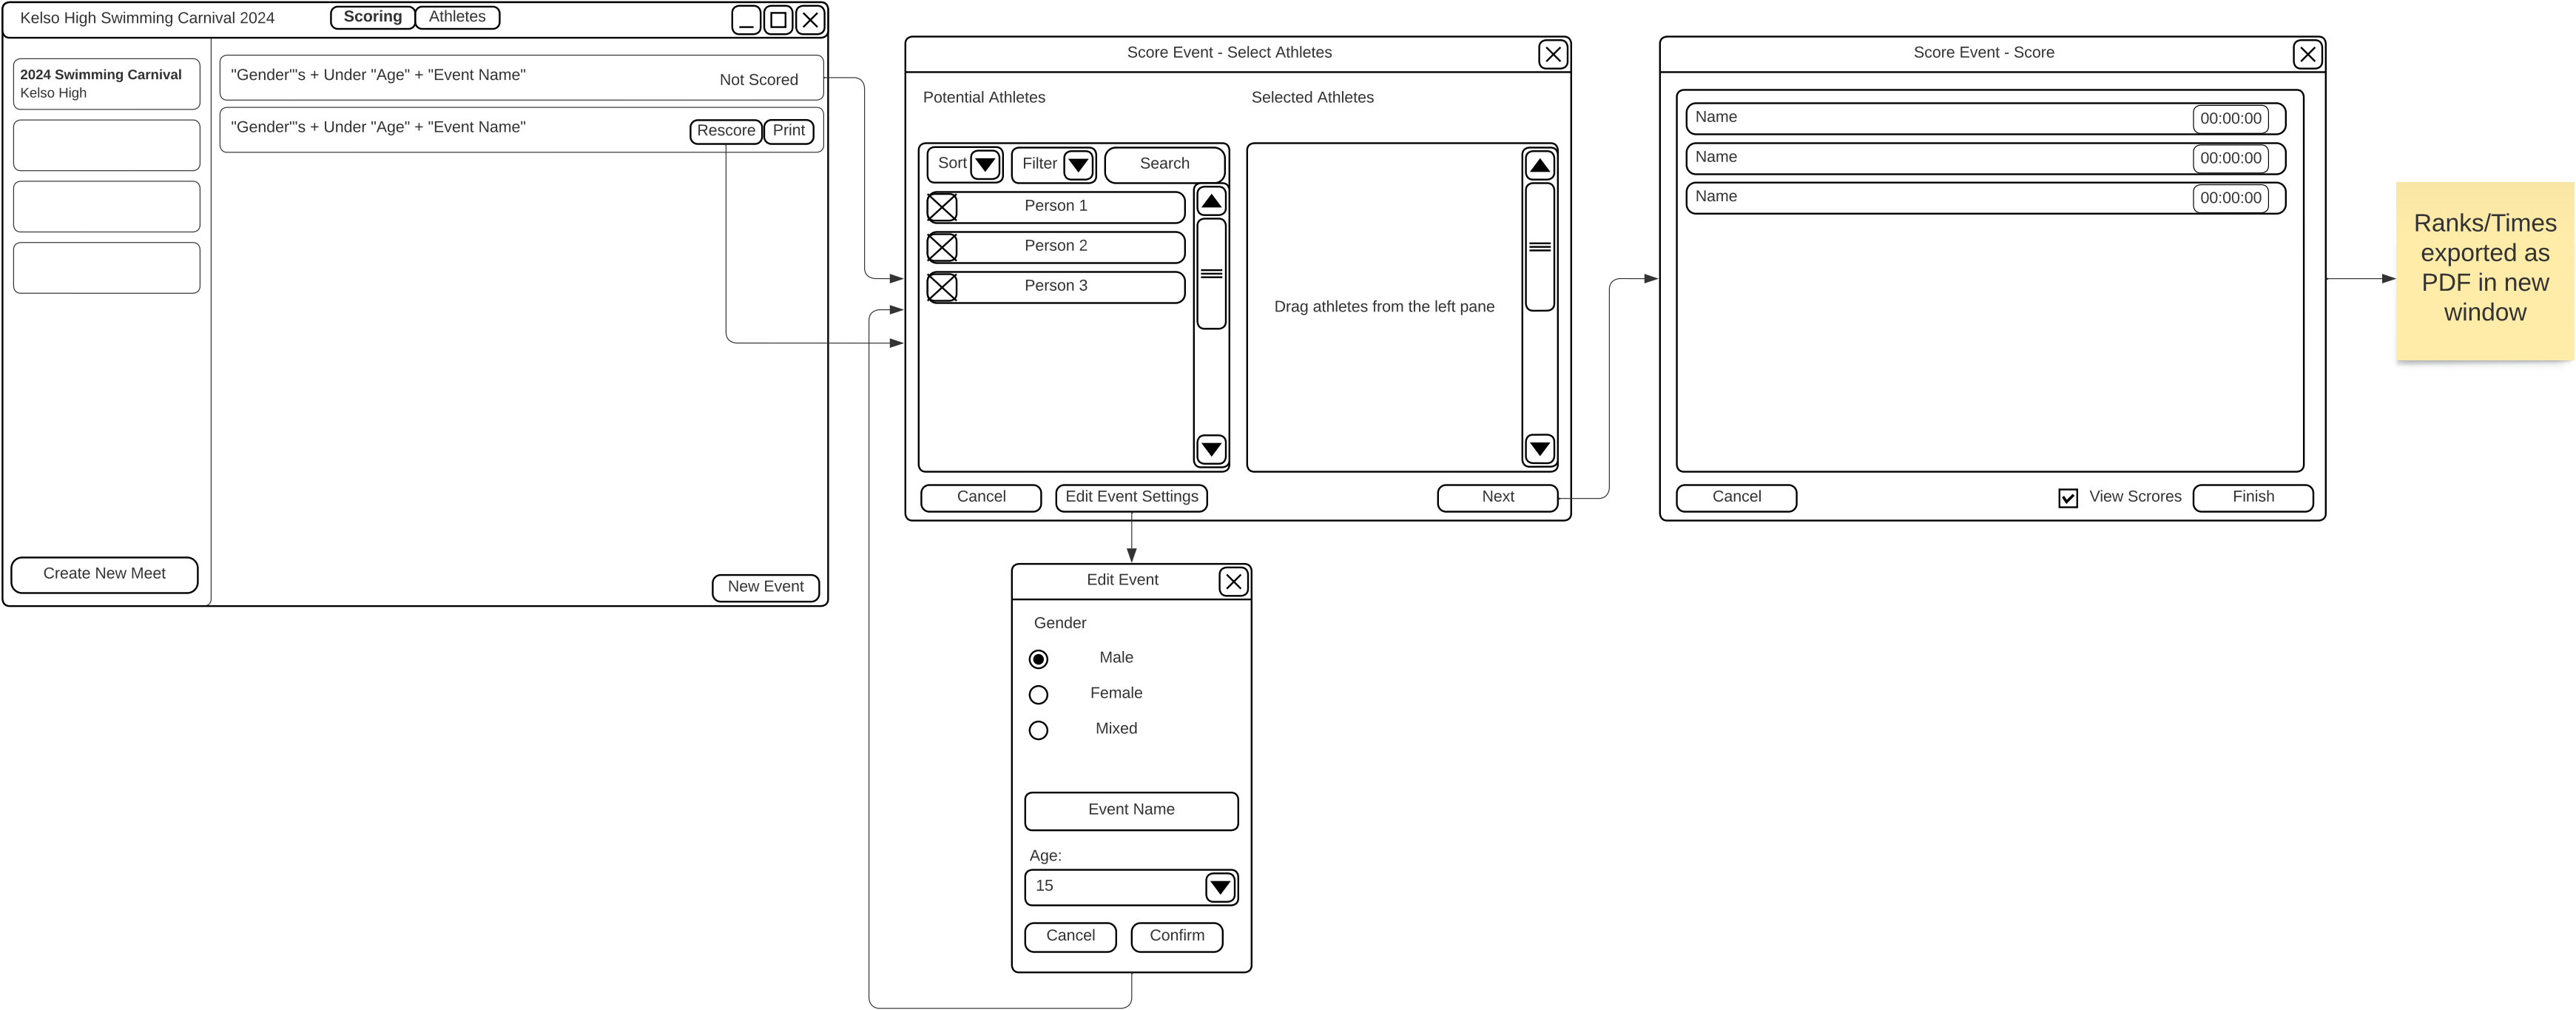 Kelso High Swimming Carnival 2024
Scoring
Athletes
2024 Swimming Carnival
Kelso High
"Gender"'s + Under "Age" + "Event Name"
Not Scored
"Gender"'s + Under "Age" + "Event Name"
Rescore
Print
Create New Meet
New Event
Score Event - Select Athletes
Potential Athletes
Selected Athletes
Sort
Filter
Search
Person 1
Person 2
Person 3
Drag athletes from the left pane
Cancel
Edit Event Settings
Next
Edit Event
Gender
Male
Female
Mixed
Event Name
Age:
15
Cancel
Confirm
Score Event - Score
Name
00:00:00
Name
00:00:00
Name
00:00:00
Cancel
View Scrores
Finish
Ranks/Times
exported as
PDF in new
window